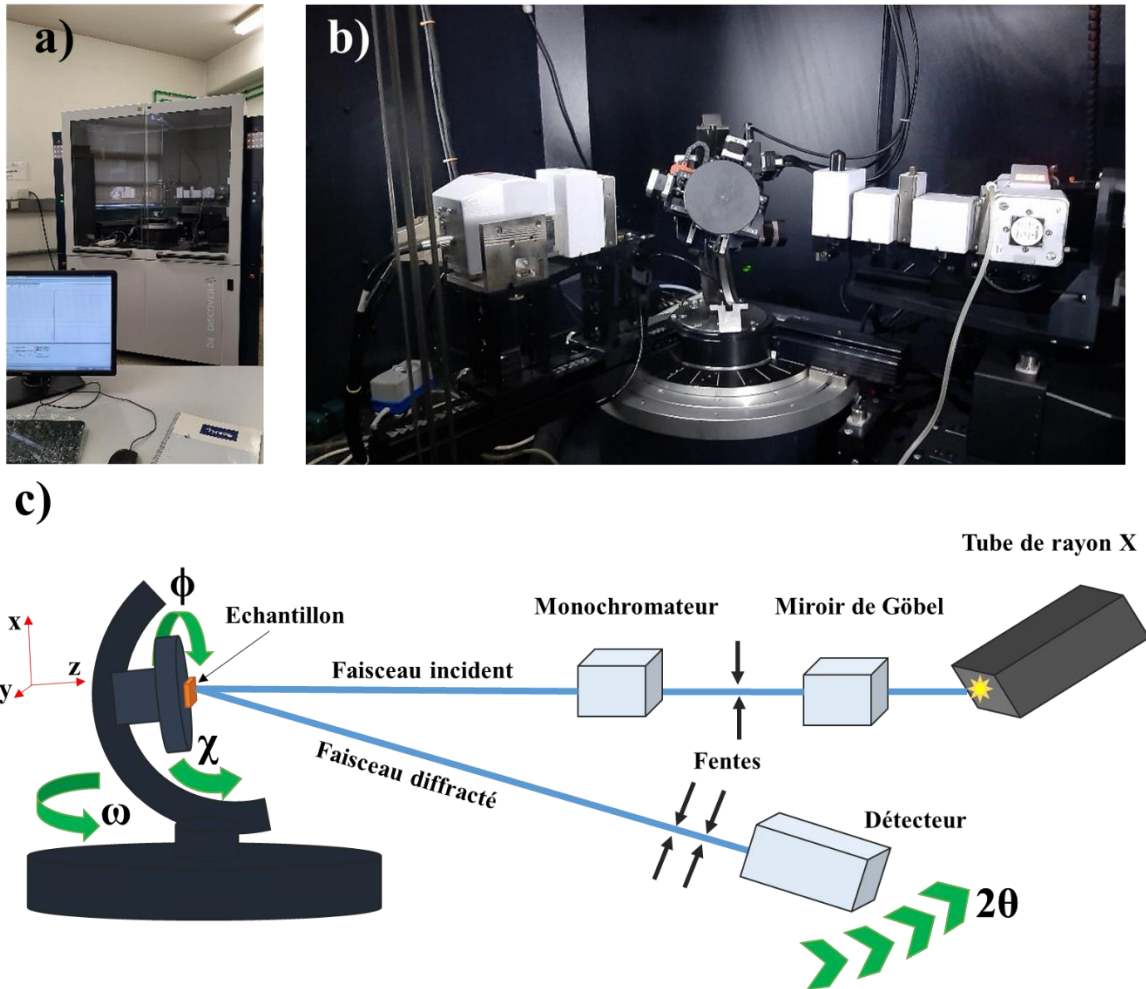 a)
b)
D8 DISCOVER
c)
Tube de rayon X
Monochromateur
Miroir de Göbel
ϕ
Echantillon
x
z
y
Faisceau incident
χ
Faisceau diffracté
Fentes
ω
Détecteur
2θ